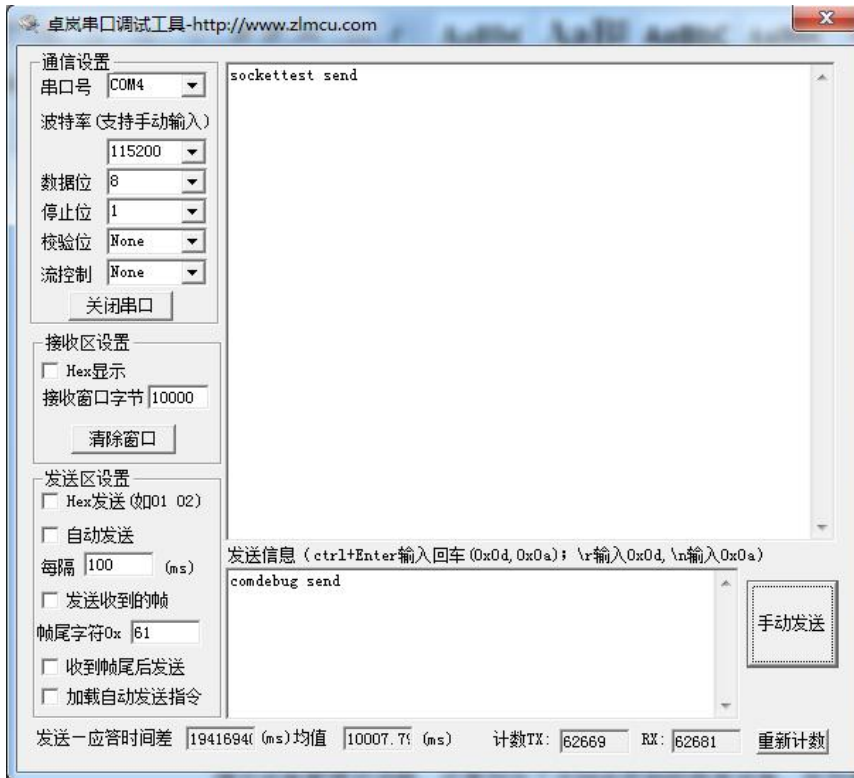 卓岚串口调试工具-http://www.zlmcu.com
通信设置
串口号 COM4
波特率(支持手动输入)
115200
数据位 8
停止位 1
校验位 None
流控制 None
关闭串口
接收区设置
Hex显示
接收窗口字节 10000
清除窗口
发送区设置
Hex发送(如01 02)
自动发送
每隔 100 (ms)
发送收到的帧
帧尾字符0x 61
收到帧尾后发送
加载自动发送指令
sockettest send
发送信息(ctrl+Enter输入回车(0x0d,0x0a); \r输入0x0d,\n输入0x0a)
comdebug send
手动发送
发送一应答时间差 1941694( (ms)均值 10007.79 (ms) 计数TX: 62669 RX: 62681 重新计数